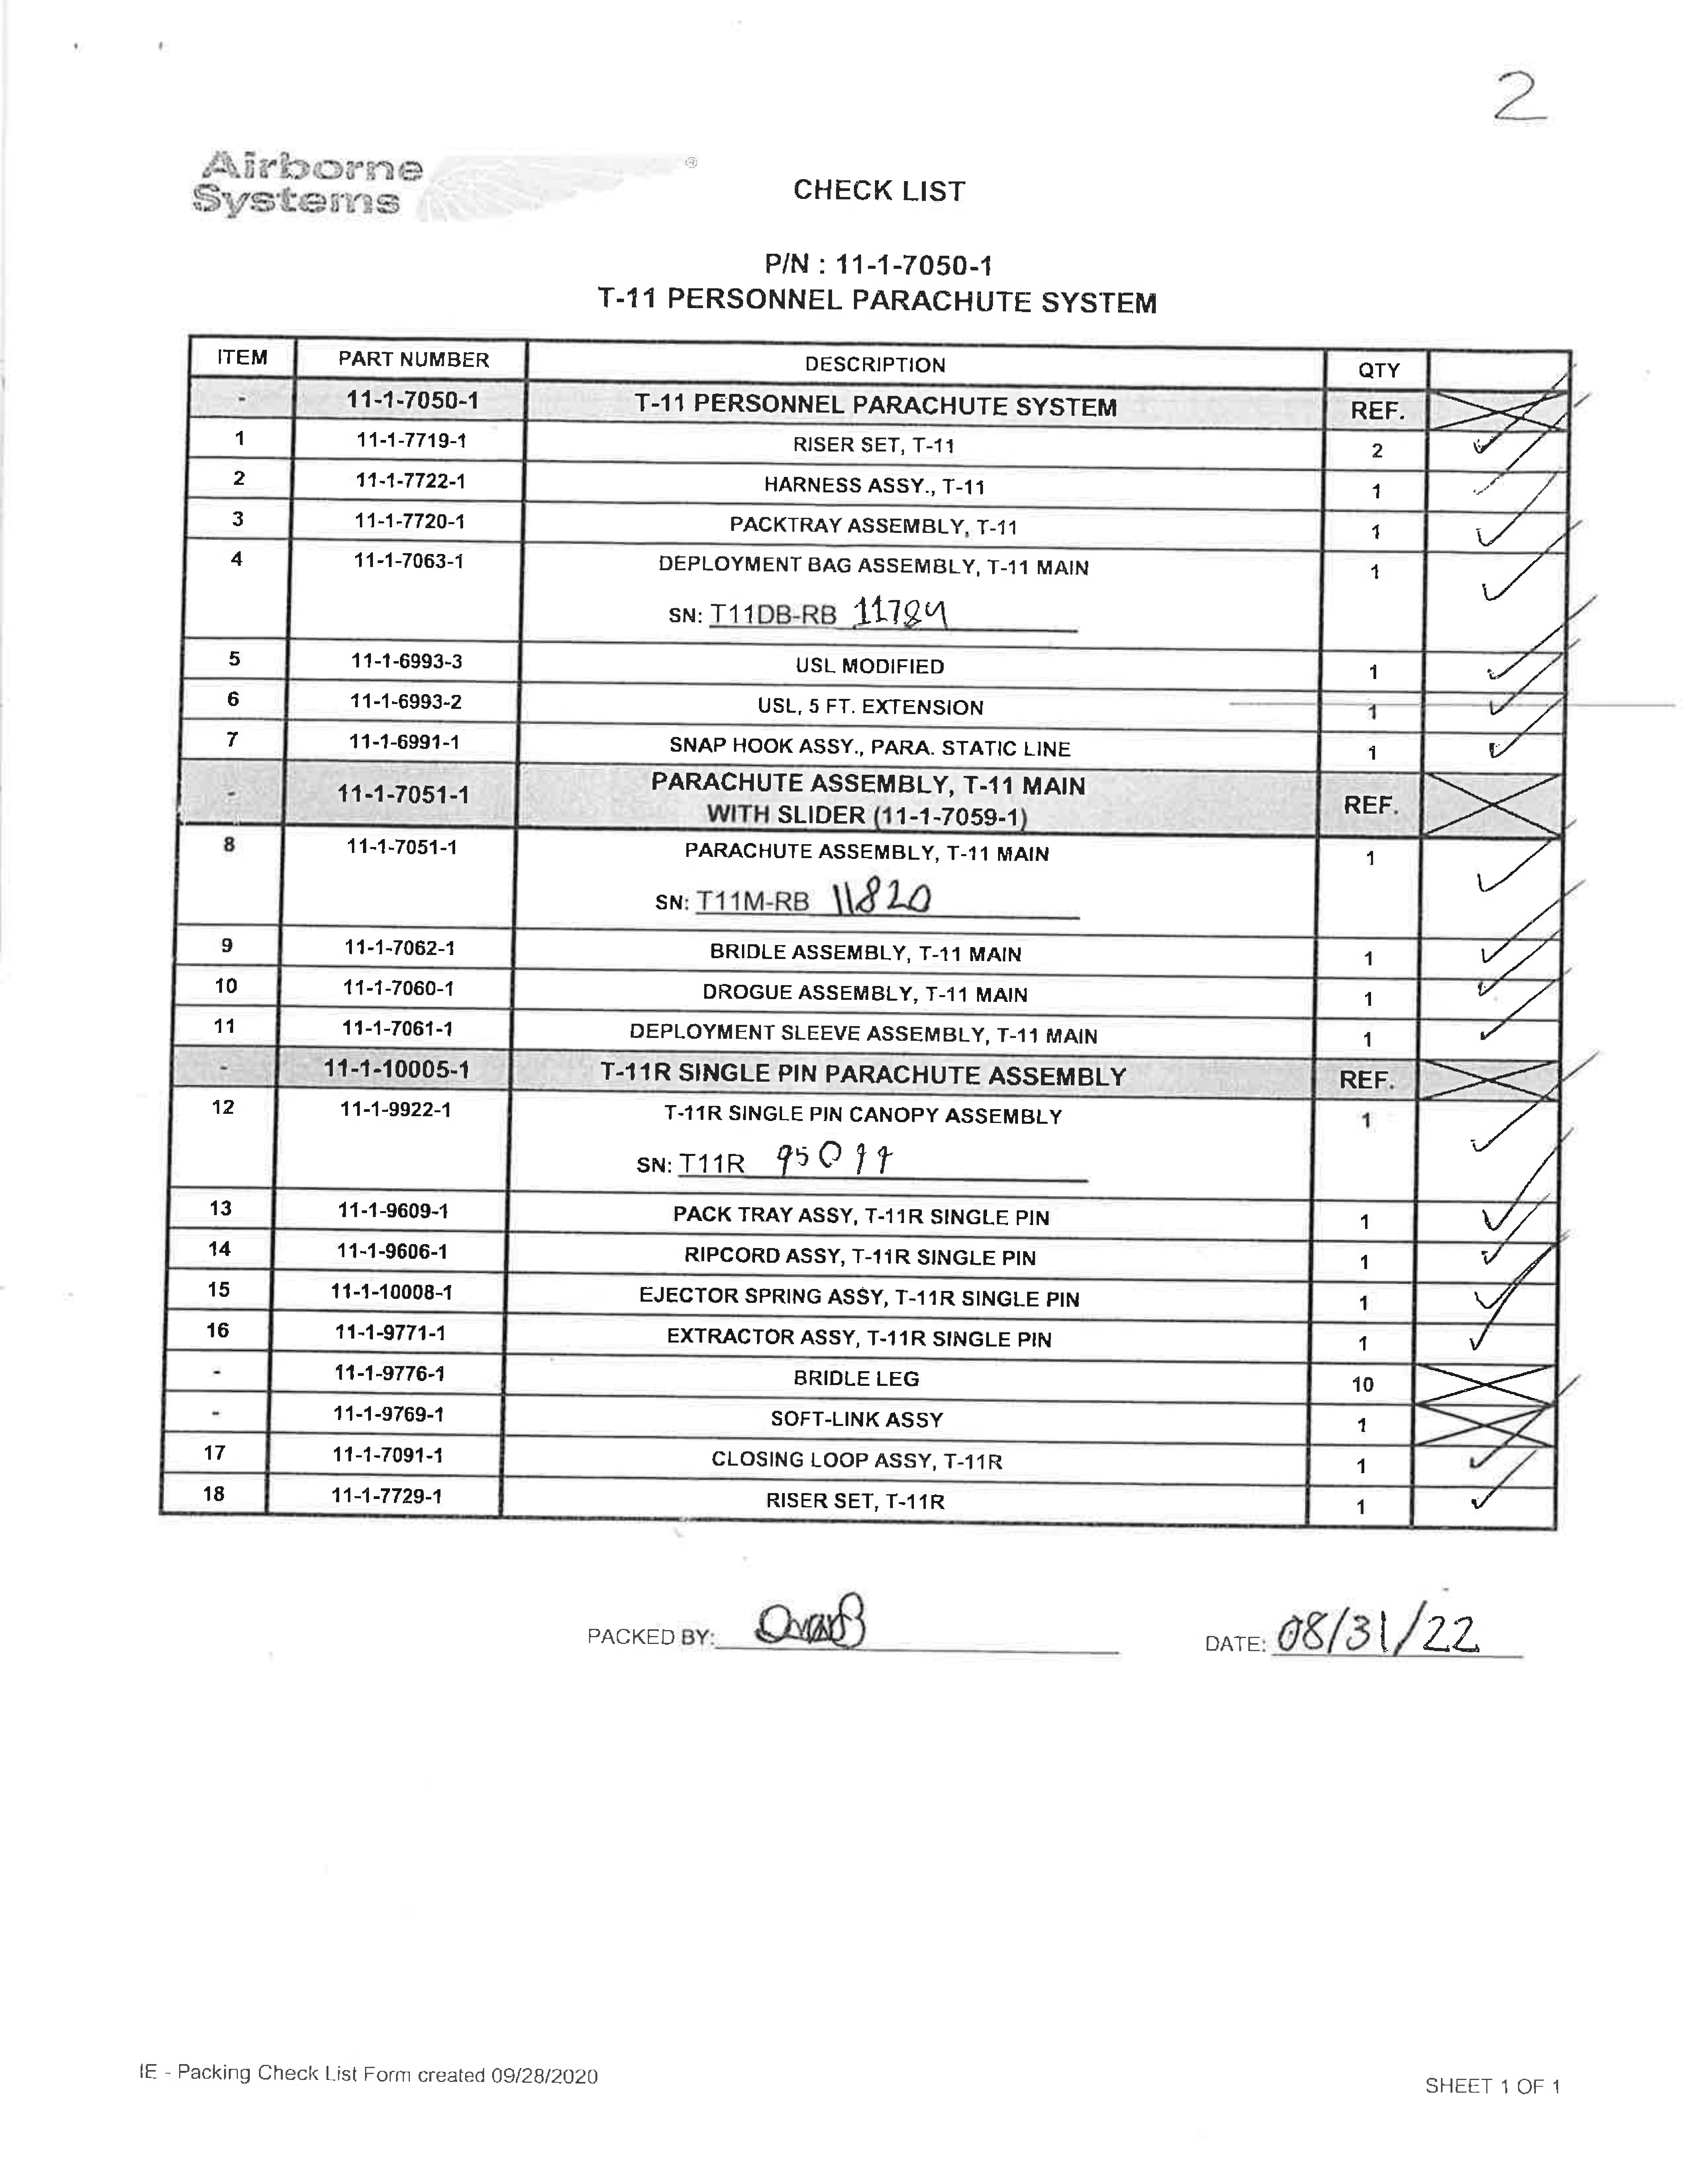 2
Airborne
Systems ®
CHECK LIST
P/N : 11-1-7050-1
T-11 PERSONNEL PARACHUTE SYSTEM
ITEM PART NUMBER DESCRIPTION QTY
- 11-1-7050-1 T-11 PERSONNEL PARACHUTE SYSTEM REF.
1 11-1-7719-1 RISER SET, T-11 2
2 11-1-7722-1 HARNESS ASSY., T-11 1
3 11-1-7720-1 PACKTRAY ASSEMBLY, T-11 1
4 11-1-7063-1 DEPLOYMENT BAG ASSEMBLY, T-11 MAIN 1
SN: T11DB-RB 11784
5 11-1-6993-3 USL MODIFIED 1
6 11-1-6993-2 USL, 5 FT. EXTENSION 1
7 11-1-6991-1 SNAP HOOK ASSY., PARA. STATIC LINE 1
- 11-1-7051-1 PARACHUTE ASSEMBLY, T-11 MAIN REF.
WITH SLIDER (11-1-7059-1)
8 11-1-7051-1 PARACHUTE ASSEMBLY, T-11 MAIN 1
SN: T11M-RB 11820
9 11-1-7062-1 BRIDLE ASSEMBLY, T-11 MAIN 1
10 11-1-7060-1 DROGUE ASSEMBLY, T-11 MAIN 1
11 11-1-7061-1 DEPLOYMENT SLEEVE ASSEMBLY, T-11 MAIN 1
- 11-1-10005-1 T-11R SINGLE PIN PARACHUTE ASSEMBLY REF.
12 11-1-9922-1 T-11R SINGLE PIN CANOPY ASSEMBLY 1
SN: T11R
13 11-1-9609-1 PACK TRAY ASSY, T-11R SINGLE PIN 1
14 11-1-9606-1 RIPCORD ASSY, T-11R SINGLE PIN 1
15 11-1-10008-1 EJECTOR SPRING ASSY, T-11R SINGLE PIN 1
16 11-1-9771-1 EXTRACTOR ASSY, T-11R SINGLE PIN 1
- 11-1-9776-1 BRIDLE LEG 10
- 11-1-9769-1 SOFT-LINK ASSY 1
17 11-1-7091-1 CLOSING LOOP ASSY, T-11R 1
18 11-1-7729-1 RISER SET, T-11R 1
PACKED BY: DATE: 08/31/22
IE - Packing Check List Form created 09/28/2020
SHEET 1 OF 1